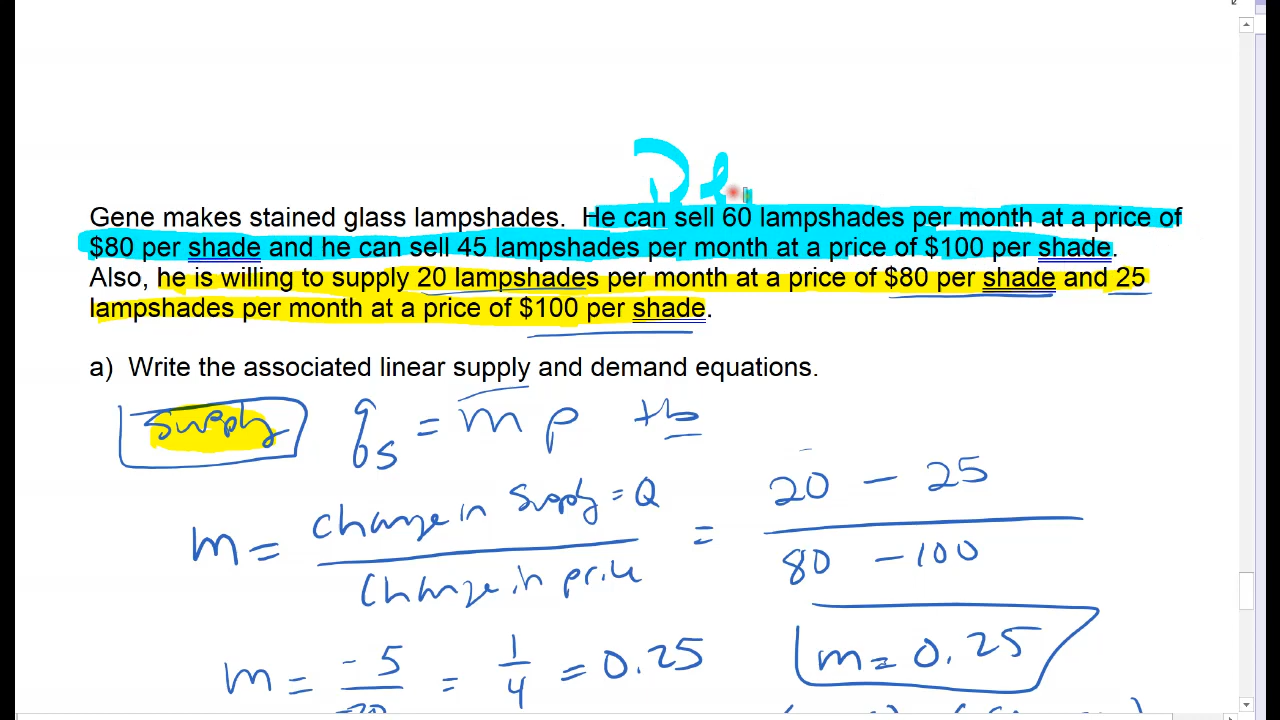 De
Gene makes stained glass lampshades. He can sell 60 lampshades per month at a price of
$80 per shade and he can sell 45 lampshades per month at a price of $100 per shade.
Also, he is willing to supply 20 lampshades per month at a price of $80 per shade and 25
lampshades per month at a price of $100 per shade.
a) Write the associated linear supply and demand equations.
Supply qs = mp +b
m = change in supply = Q / change in price = 20 - 25 / 80 - 100
m = -5 / -20 = 1/4 = 0.25 m = 0.25